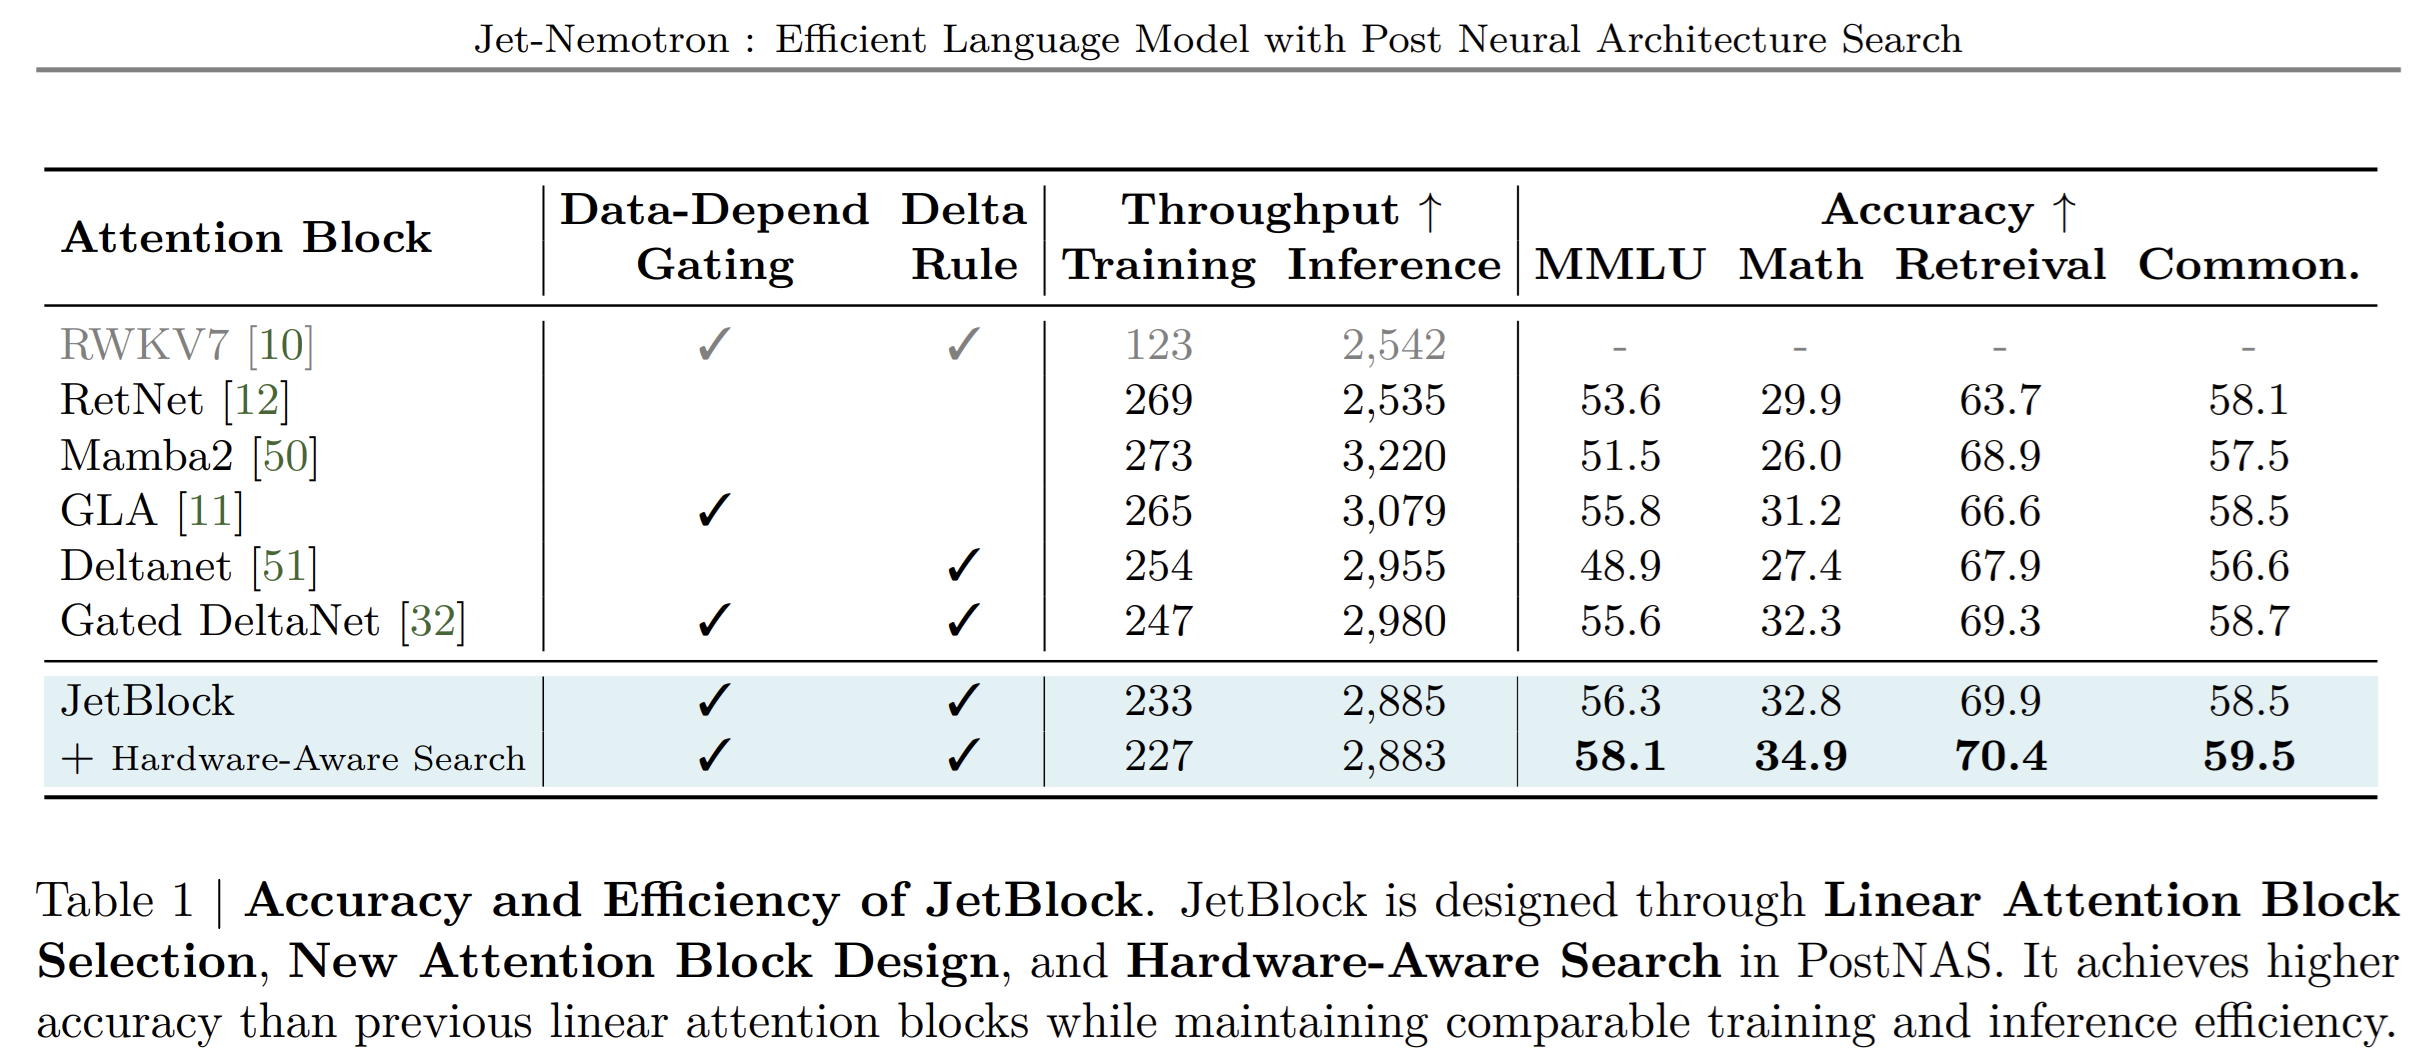 Jet-Nemotron : Efficient Language Model with Post Neural Architecture Search
Attention Block Data-Depend Gating Delta Rule Throughput ↑ Accuracy ↑
Training Inference MMLU Math Retreival Common.
RWKV7 [10] ✓ ✓ 123 2,542 - - - -
RetNet [12] 269 2,535 53.6 29.9 63.7 58.1
Mamba2 [50] 273 3,220 51.5 26.0 68.9 57.5
GLA [11] ✓ 265 3,079 55.8 31.2 66.6 58.5
Deltanet [51] ✓ 254 2,955 48.9 27.4 67.9 56.6
Gated DeltaNet [32] ✓ ✓ 247 2,980 55.6 32.3 69.3 58.7
JetBlock ✓ ✓ 233 2,885 56.3 32.8 69.9 58.5
+ Hardware-Aware Search ✓ ✓ 227 2,883 58.1 34.9 70.4 59.5
Table 1 | Accuracy and Efficiency of JetBlock. JetBlock is designed through Linear Attention Block
Selection, New Attention Block Design, and Hardware-Aware Search in PostNAS. It achieves higher
accuracy than previous linear attention blocks while maintaining comparable training and inference efficiency.